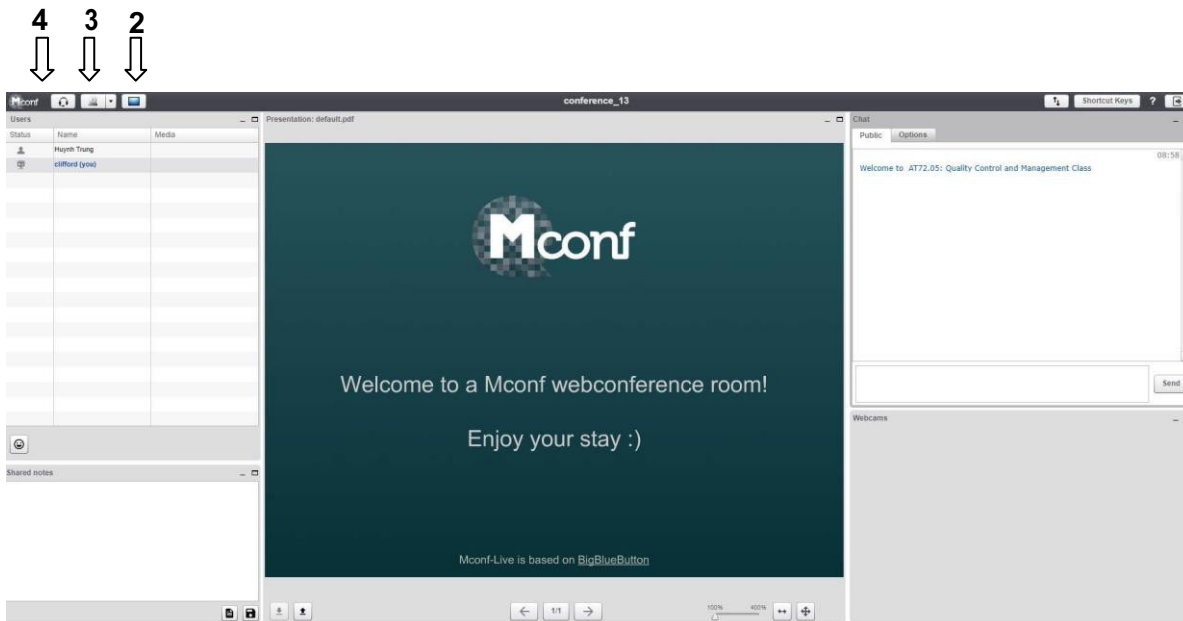 4 3 2
Mconf
conference_13
Shortcut Keys ?
Users
Status Name Media
Huynh Trung
clifford (you)
Shared notes
Presentation: default.pdf
Mconf
Welcome to a Mconf webconference room!
Enjoy your stay :)
Mconf-Live is based on BigBlueButton
1/1
100% 400%
Chat
Public Options
08:58
Welcome to AT72.05: Quality Control and Management Class
Send
Webcams